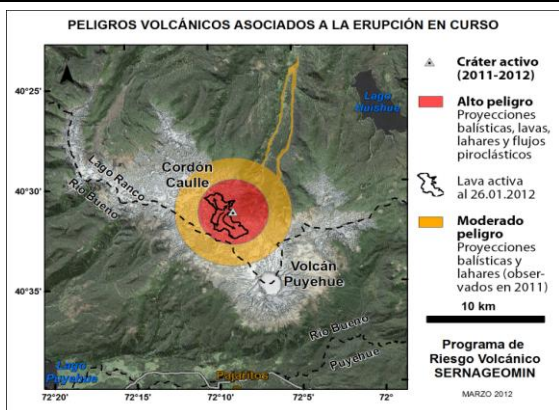 PELIGROS VOLCÁNICOS ASOCIADOS A LA ERUPCIÓN EN CURSO
40°25'
40°30'
40°35'
72°20'
72°15'
72°10'
72°5'
72°
Lago
Huishue
Cordón
Caulle
Lago Ranco
Río Bueno
Volcán
Puyehue
Río Bueno
Puyehue
Lago
Puyehue
Pajaritos
Cráter activo
(2011-2012)
Alto peligro
Proyecciones
balísticas, lavas,
lahares y flujos
piroclásticos
Lava activa
al 26.01.2012
Moderado
peligro
Proyecciones
balísticas y
lahares (obser-
vados en 2011)
10 km
Programa de
Riesgo Volcánico
SERNAGEOMIN
MARZO 2012